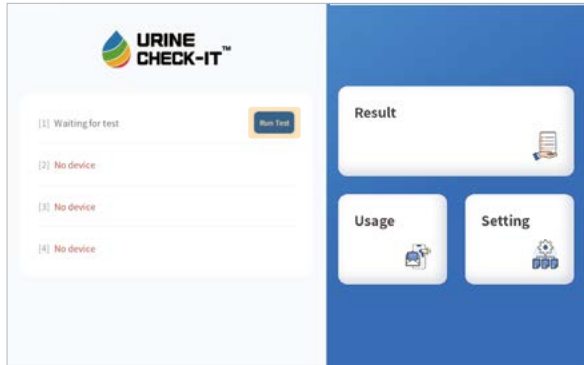 URINE
CHECK-IT™
[1] Waiting for test
Run Test
[2] No device
[3] No device
[4] No device
Result
Usage
Setting